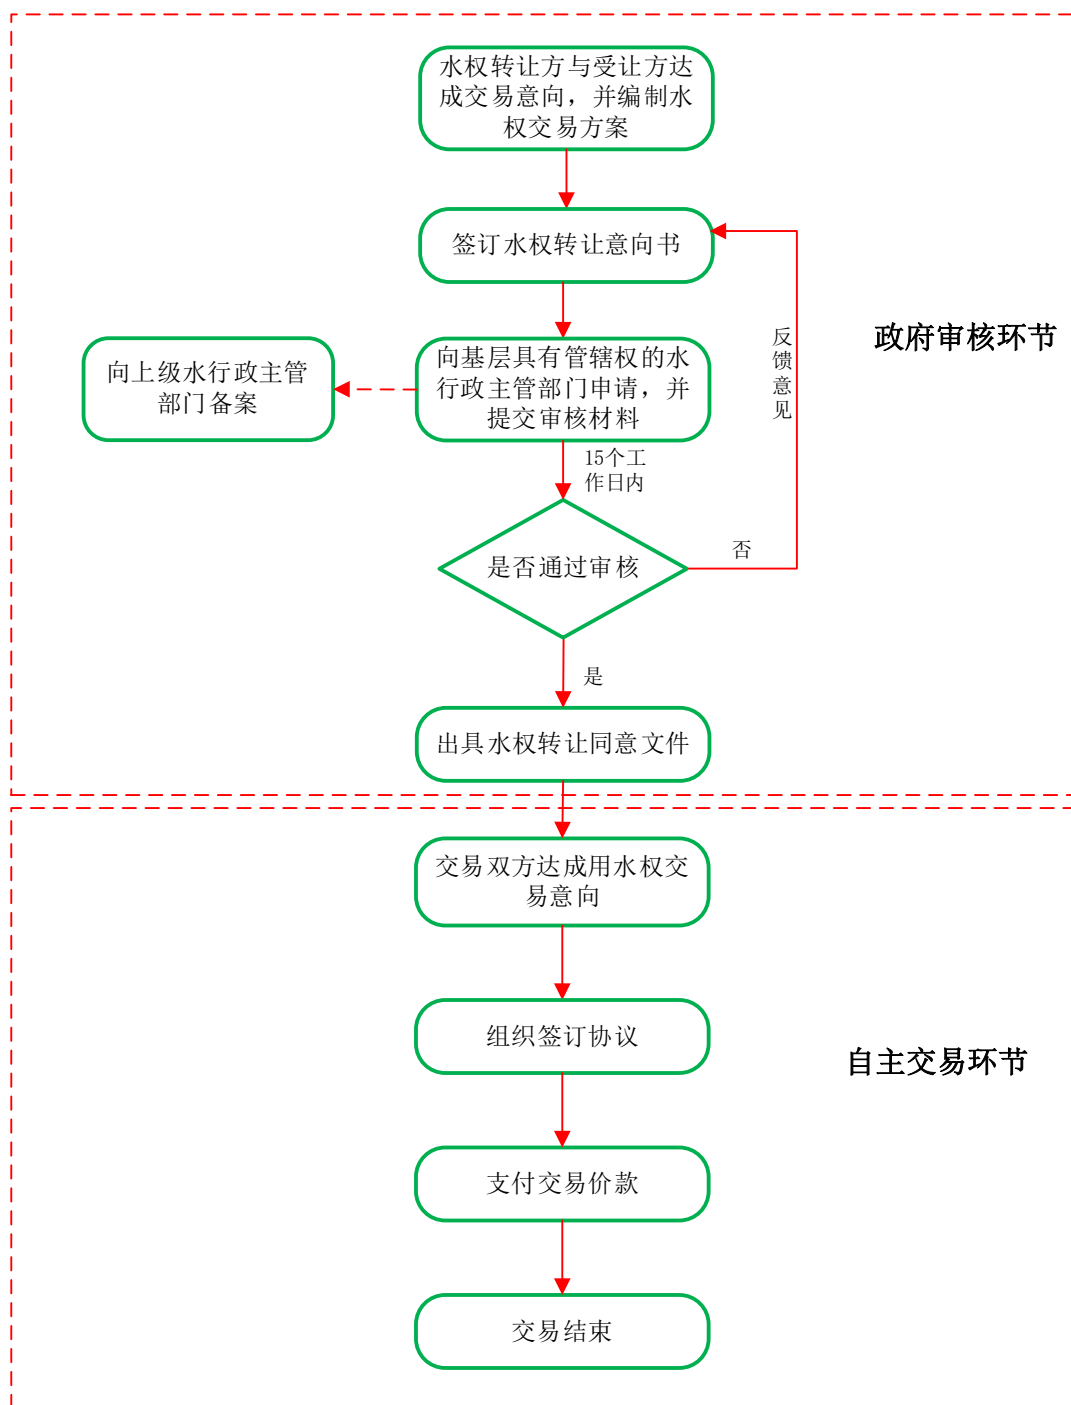 水权转让方与受让方达
成交易意向，并编制水
权交易方案
签订水权转让意向书
反馈意见
政府审核环节
向上级水行政主管
部门备案
向基层具有管辖权的水
行政主管部门申请，并
提交审核材料
15个工
作日内
是否通过审核
否
是
出具水权转让同意文件
交易双方达成用水权交
易意向
组织签订协议
自主交易环节
支付交易价款
交易结束